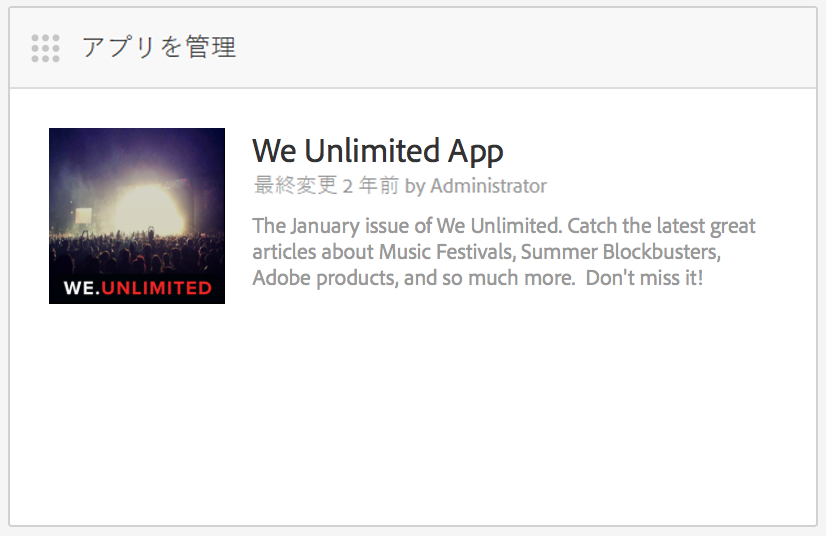 アプリを管理
We Unlimited App
最終変更 2 年前 by Administrator
The January issue of We Unlimited. Catch the latest great
articles about Music Festivals, Summer Blockbusters,
Adobe products, and so much more.  Don't miss it!
WE.UNLIMITED